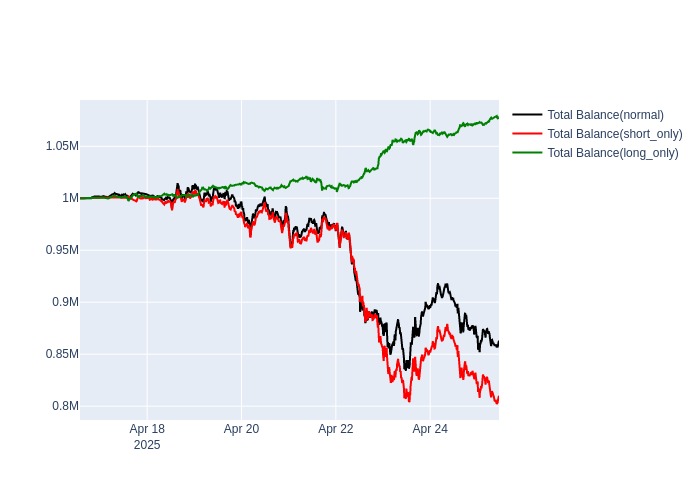 Total Balance(normal)
Total Balance(short_only)
Total Balance(long_only)
1.05M
1M
0.95M
0.9M
0.85M
0.8M
Apr 18
2025
Apr 20
Apr 22
Apr 24